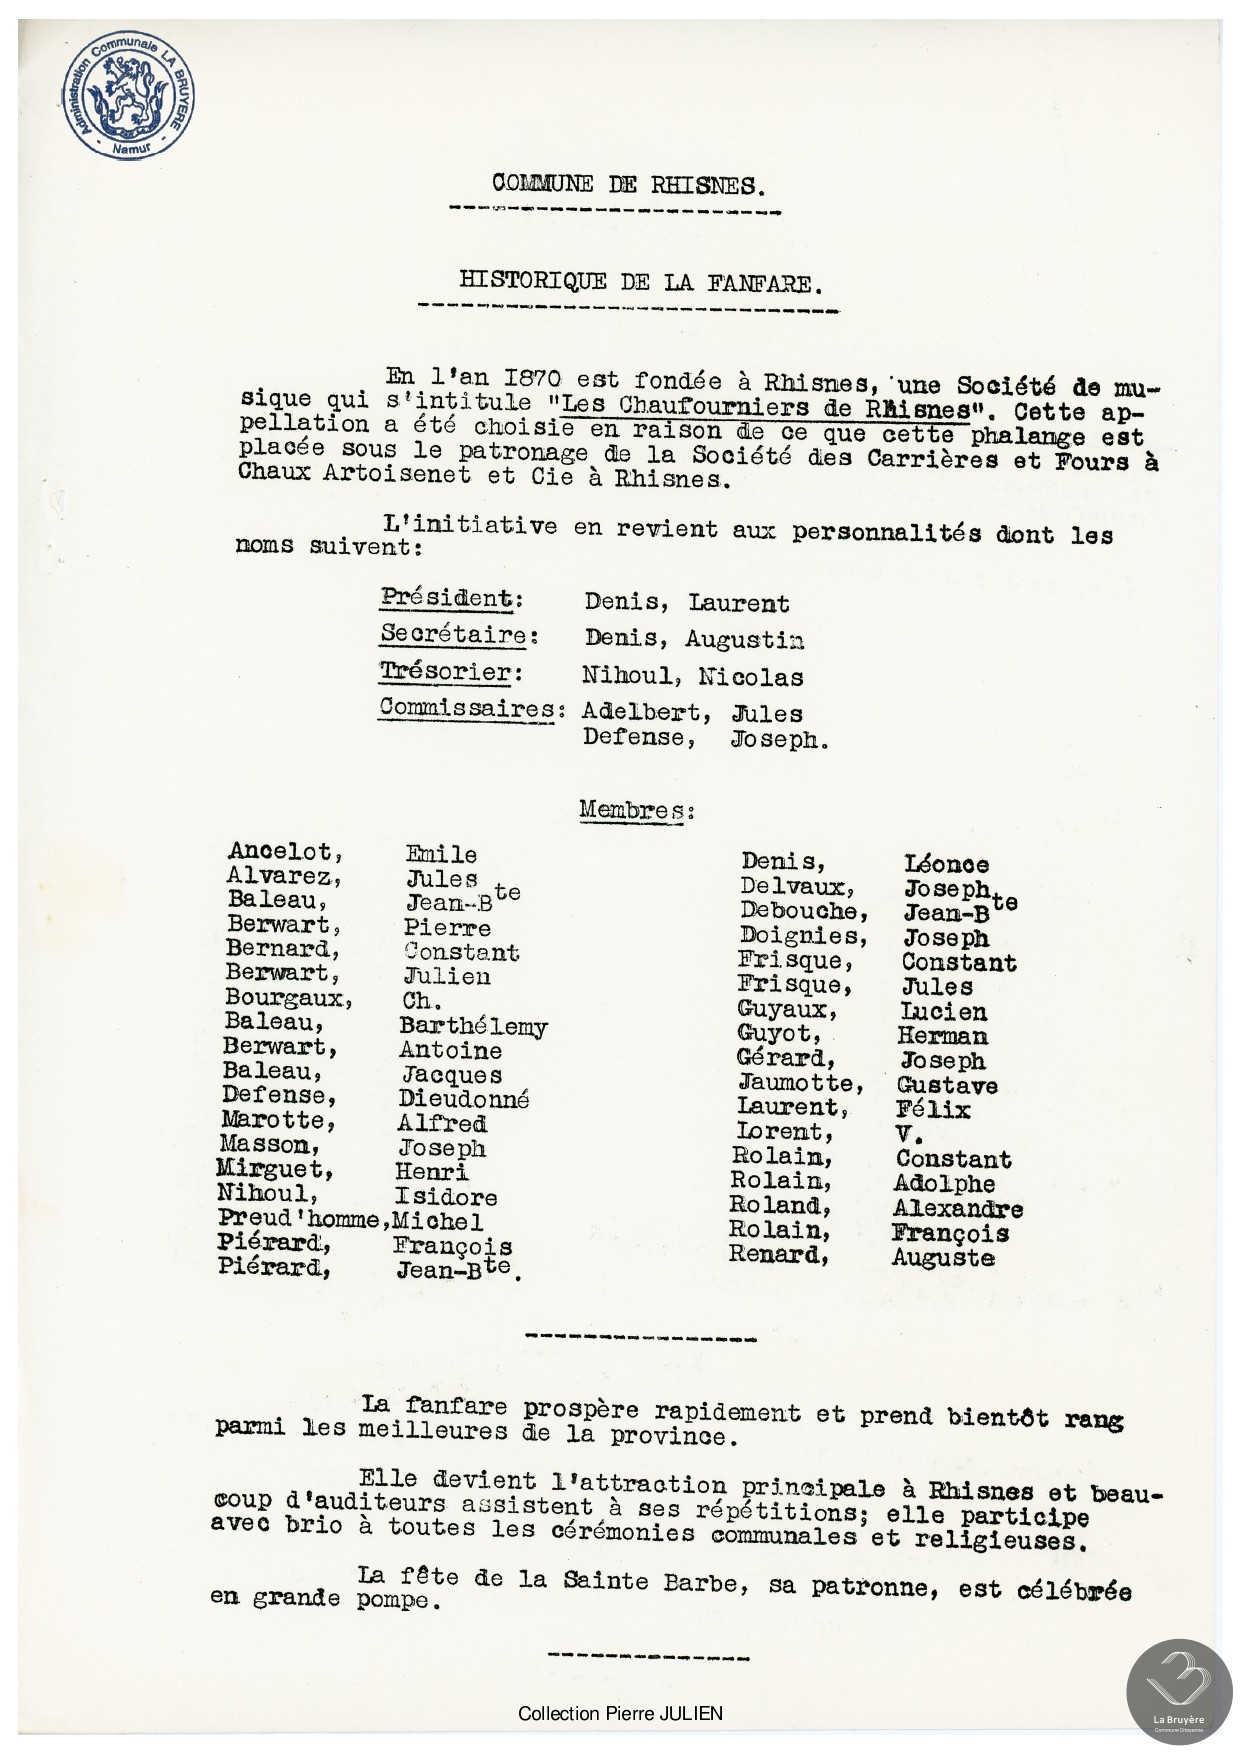 Administration Communale LA BRUYERE
- Namur -
COMMUNE DE RHISNES.
HISTORIQUE DE LA FANFARE.
En l'an I870 est fondée à Rhisnes, une Société de mu-
sique qui s'intitule "Les Chaufourniers de Rhisnes". Cette ap-
pellation a été choisie en raison de ce que cette phalange est
placée sous le patronage de la Société des Carrières et Fours à
Chaux Artoisenet et Cie à Rhisnes.
L'initiative en revient aux personnalités dont les
noms suivent:
Président: Denis, Laurent
Secrétaire: Denis, Augustin
Trésorier: Nihoul, Nicolas
Commissaires: Adelbert, Jules
Defense, Joseph.
Membres:
Ancelot, Emile
Alvarez, Jules
Baleau, Jean-Bte
Berwart, Pierre
Bernard, Constant
Berwart, Julien
Bourgaux, Ch.
Baleau, Barthélemy
Berwart, Antoine
Baleau, Jacques
Defense, Dieudonné
Marotte, Alfred
Masson, Joseph
Mirguet, Henri
Nihoul, Isidore
Preud'homme, Michel
Piérard, François
Piérard, Jean-Bte.
Denis, Léonce
Delvaux, Joseph
Debouche, Jean-Bte
Doignies, Joseph
Frisque, Constant
Frisque, Jules
Guyaux, Lucien
Guyot, Herman
Gérard, Joseph
Jaumotte, Gustave
Laurent, Félix
Lorent, V.
Rolain, Constant
Rolain, Adolphe
Roland, Alexandre
Rolain, François
Renard, Auguste
La fanfare prospère rapidement et prend bientôt rang
parmi les meilleures de la province.
Elle devient l'attraction principale à Rhisnes et beau-
coup d'auditeurs assistent à ses répétitions; elle participe
avec brio à toutes les cérémonies communales et religieuses.
La fête de la Sainte Barbe, sa patronne, est célébrée
en grande pompe.
Collection Pierre JULIEN
La Bruyère
Commune Citoyenne